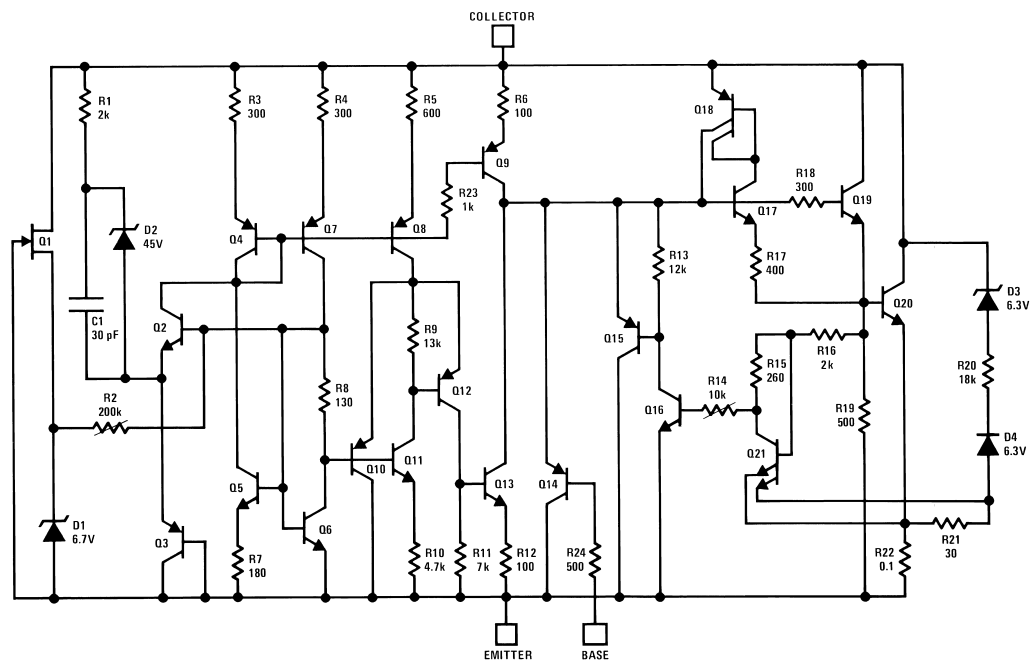 COLLECTOR
R1
2k
R3
300
R4
300
R5
600
R6
100
Q18
Q9
R23
1k
R18
300
Q19
Q17
Q1
D2
45V
Q4
Q7
Q8
R13
12k
R17
400
C1
30 pF
Q2
R9
13k
Q15
Q20
D3
6.3V
R2
200k
R8
130
Q12
R14
10k
R15
260
R16
2k
R20
18k
Q16
R19
500
D4
6.3V
Q10
Q11
Q21
Q5
Q13
Q14
D1
6.7V
Q3
Q6
R7
180
R10
4.7k
R11
7k
R12
100
R24
500
R21
30
R22
0.1
EMITTER
BASE